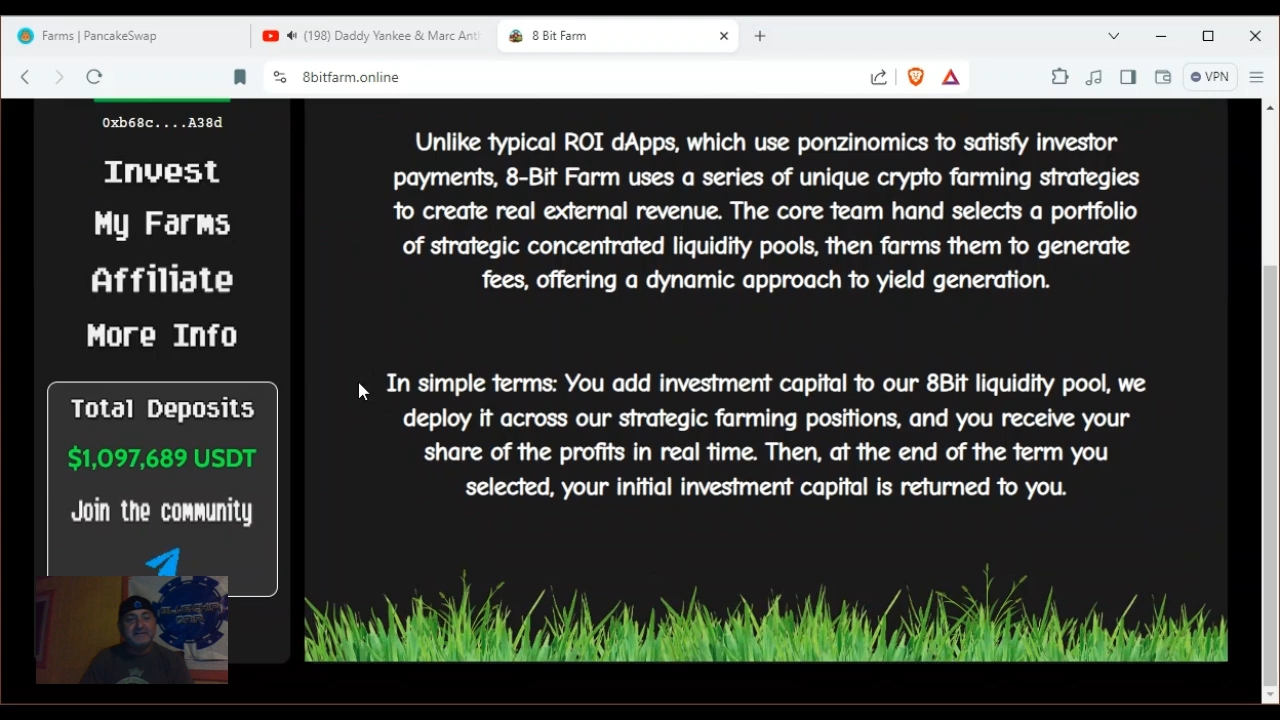 Farms | PancakeSwap
(198) Daddy Yankee & Marc Anth
8 Bit Farm
8bitfarm.online
VPN
0xb68c....A38d
Invest
My Farms
Affiliate
More Info
Total Deposits
$1,097,689 USDT
Join the community
Unlike typical ROI dApps, which use ponzinomics to satisfy investor
payments, 8-Bit Farm uses a series of unique crypto farming strategies
to create real external revenue. The core team hand selects a portfolio
of strategic concentrated liquidity pools, then farms them to generate
fees, offering a dynamic approach to yield generation.
In simple terms: You add investment capital to our 8Bit liquidity pool, we
deploy it across our strategic farming positions, and you receive your
share of the profits in real time. Then, at the end of the term you
selected, your initial investment capital is returned to you.